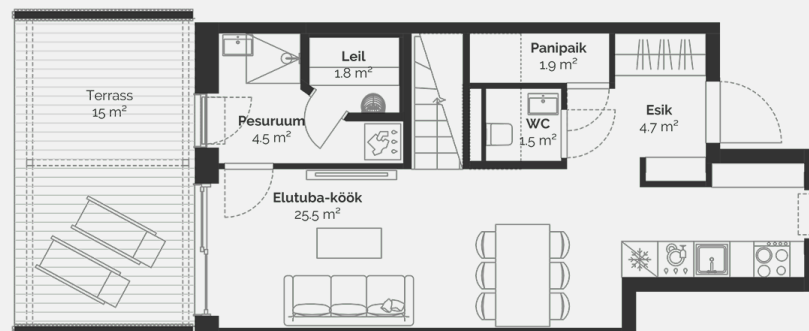 Terrass
15 m²
Pesuruum
4.5 m²
Leil
1.8 m²
Panipaik
1.9 m²
WC
1.5 m²
Esik
4.7 m²
Elutuba-köök
25.5 m²